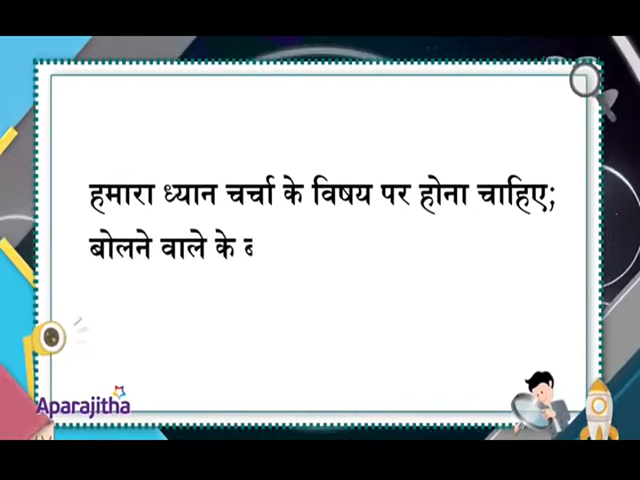 हमारा ध्यान चर्चा के विषय पर होना चाहिए;
बोलने वाले के
Aparajitha